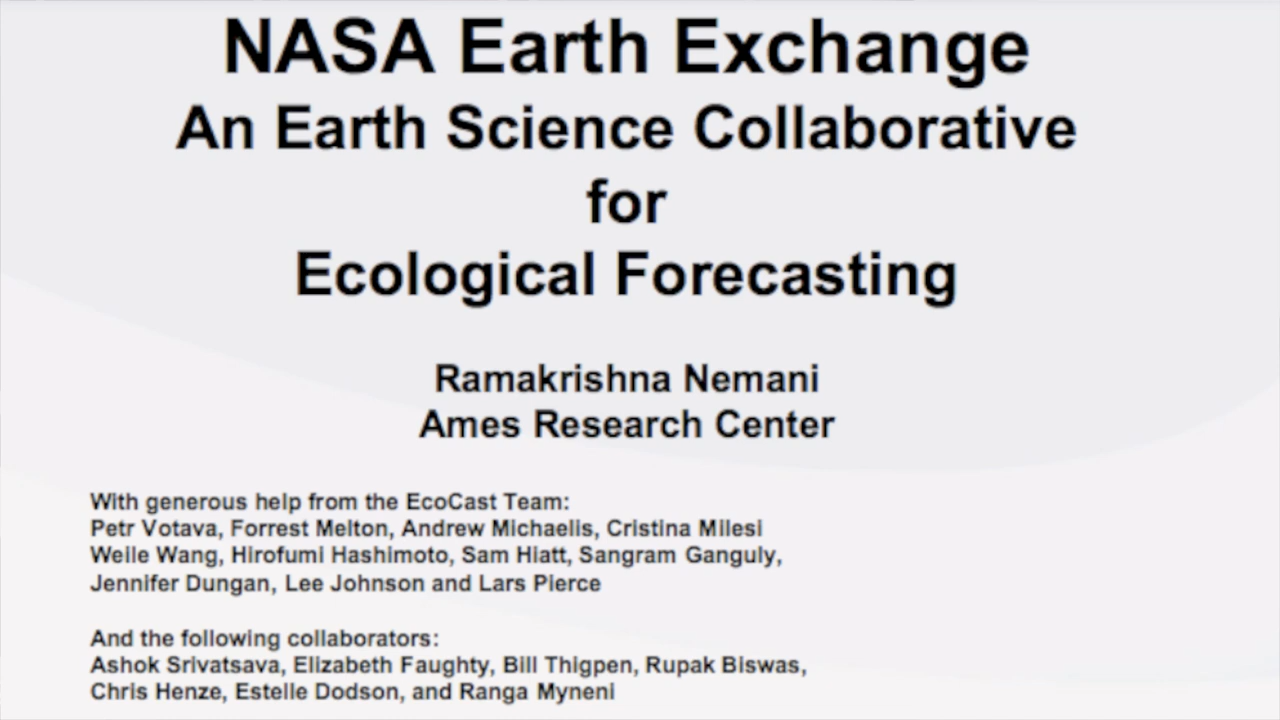 NASA Earth Exchange
An Earth Science Collaborative
for
Ecological Forecasting
Ramakrishna Nemani
Ames Research Center
With generous help from the EcoCast Team:
Petr Votava, Forrest Melton, Andrew Michaelis, Cristina Milesi
Weile Wang, Hirofumi Hashimoto, Sam Hiatt, Sangram Ganguly,
Jennifer Dungan, Lee Johnson and Lars Pierce
And the following collaborators:
Ashok Srivatsava, Elizabeth Faughty, Bill Thigpen, Rupak Biswas,
Chris Henze, Estelle Dodson, and Ranga Myneni